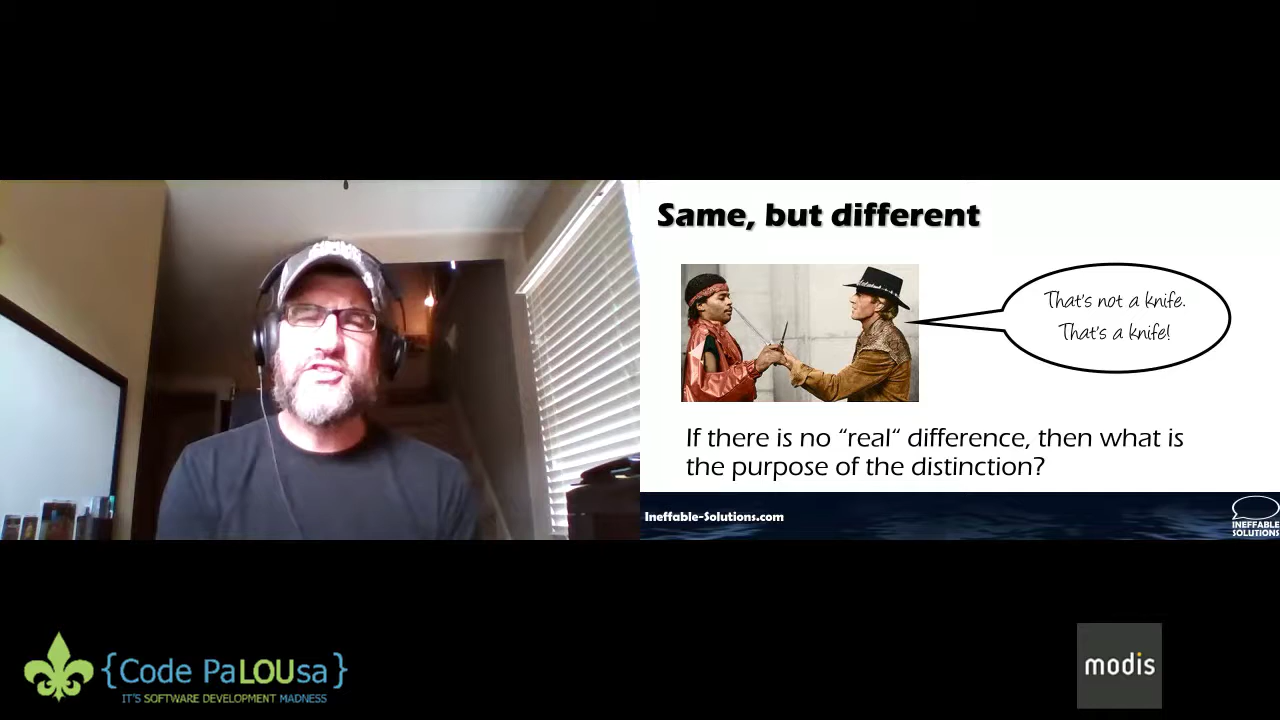 Same, but different
That's not a knife.
That's a knife!
If there is no “real“ difference, then what is
the purpose of the distinction?
Ineffable-Solutions.com
INEFFABLE
SOLUTIONS
{Code PaLOUsa}
IT'S SOFTWARE DEVELOPMENT MADNESS
modis